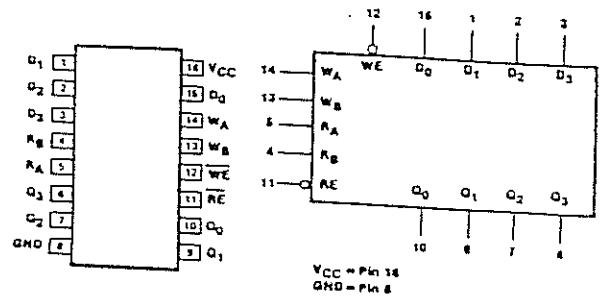 D1 1
D2 2
D3 3
RB 4
RA 5
Q3 6
Q2 7
GND 8
16 VCC
15 D0
14 WA
13 WB
12 WE
11 RE
10 Q0
9 Q1
12 15 1 2 3
WE D0 D1 D2 D3
14 WA
13 WB
5 RA
4 RB
11 RE
Q0 Q1 Q2 Q3
10 9 7 6
VCC = Pin 16
GND = Pin 8